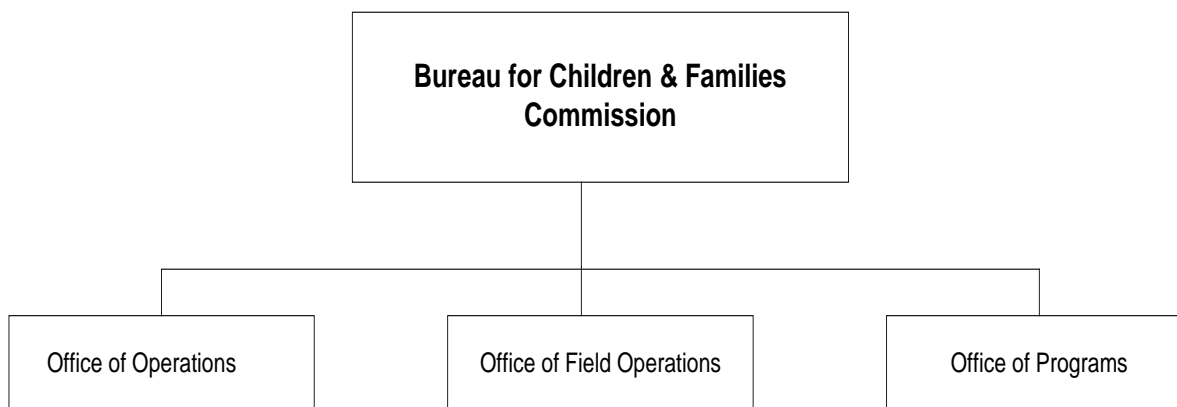 Bureau for Children & Families
Commission
Office of Operations
Office of Field Operations
Office of Programs